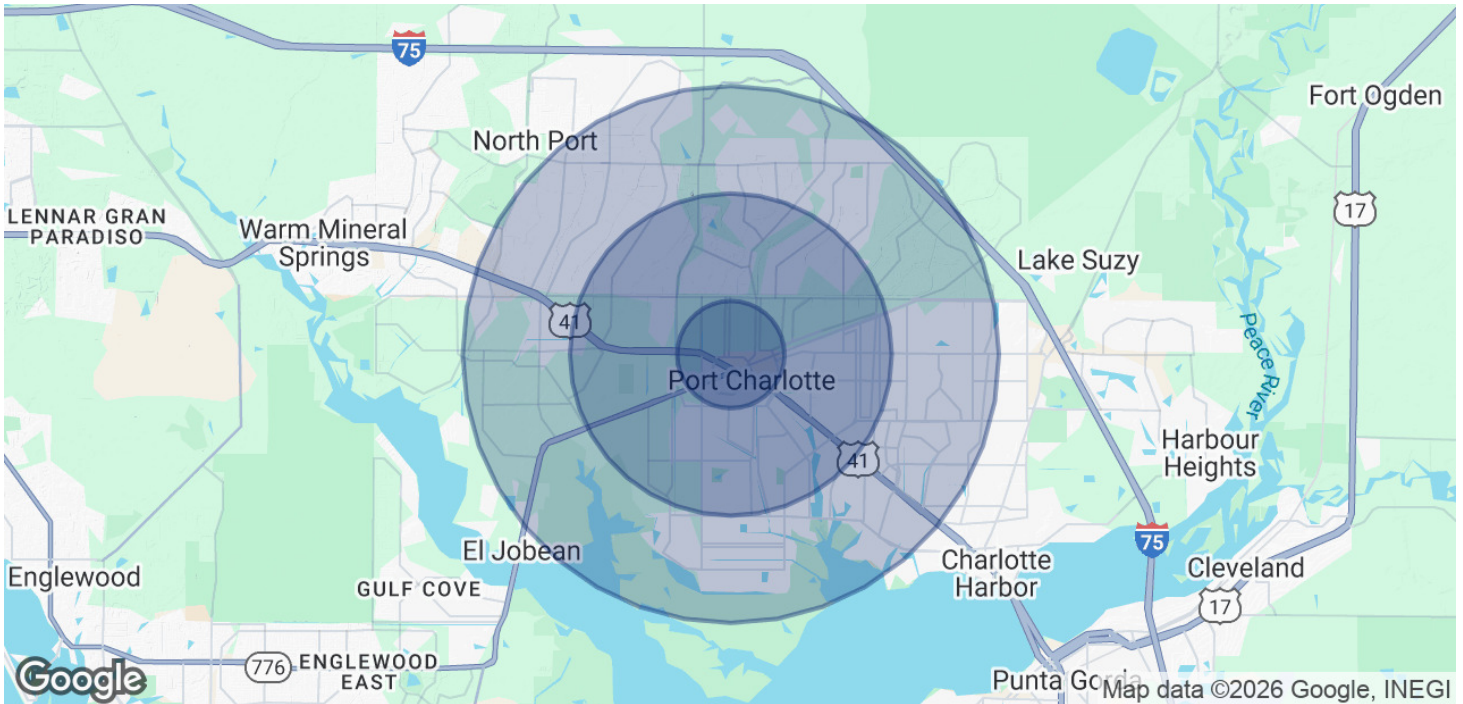 75
Fort Ogden
North Port
17
LENNAR GRAN
PARADISO
Warm Mineral
Springs
Lake Suzy
41
Peace River
Port Charlotte
Harbour
Heights
41
75
El Jobean
Charlotte
Harbor
Cleveland
Englewood
GULF COVE
17
776
ENGLEWOOD
EAST
Google
Punta Gorda
Map data ©2026 Google, INEGI